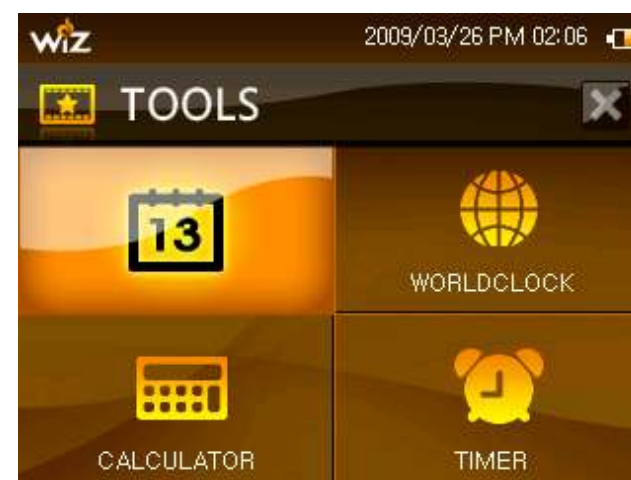 WiZ
2009/03/26 PM 02:06
TOOLS
13
WORLDCLOCK
CALCULATOR
TIMER